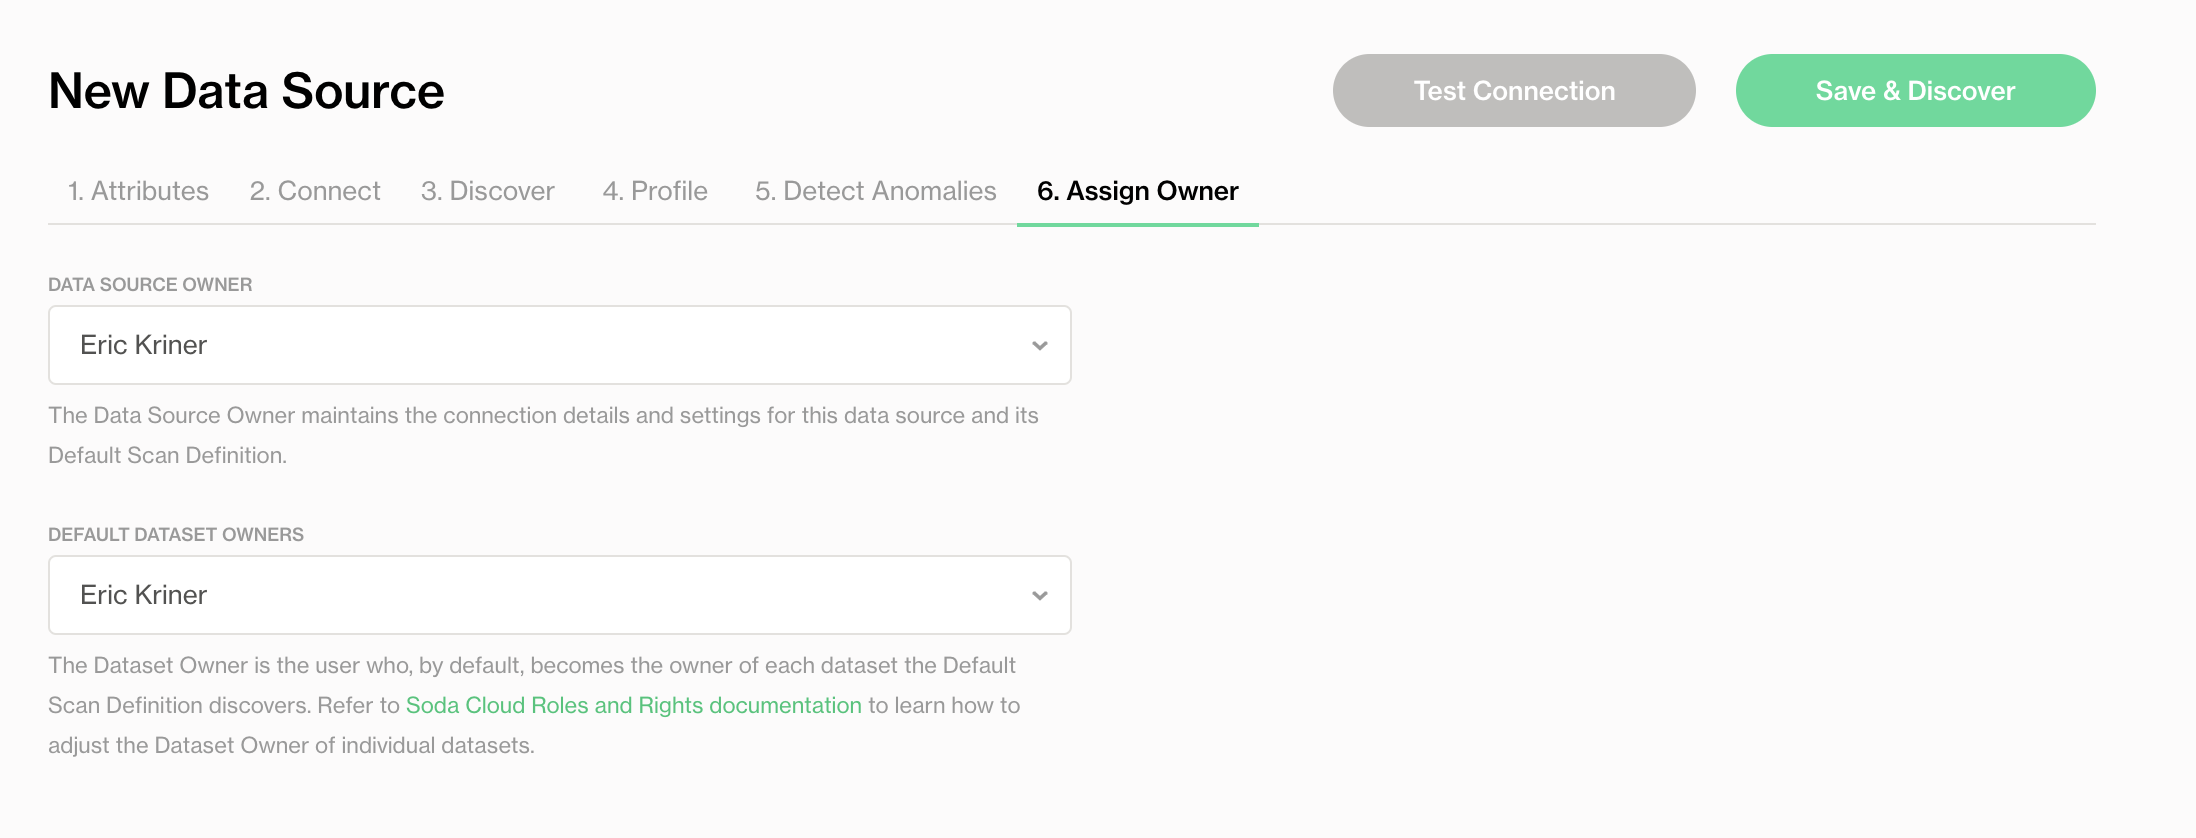 New Data Source
Test Connection
Save & Discover
1. Attributes
2. Connect
3. Discover
4. Profile
5. Detect Anomalies
6. Assign Owner
DATA SOURCE OWNER
Eric Kriner
The Data Source Owner maintains the connection details and settings for this data source and its
Default Scan Definition.
DEFAULT DATASET OWNERS
Eric Kriner
The Dataset Owner is the user who, by default, becomes the owner of each dataset the Default
Scan Definition discovers. Refer to Soda Cloud Roles and Rights documentation to learn how to
adjust the Dataset Owner of individual datasets.